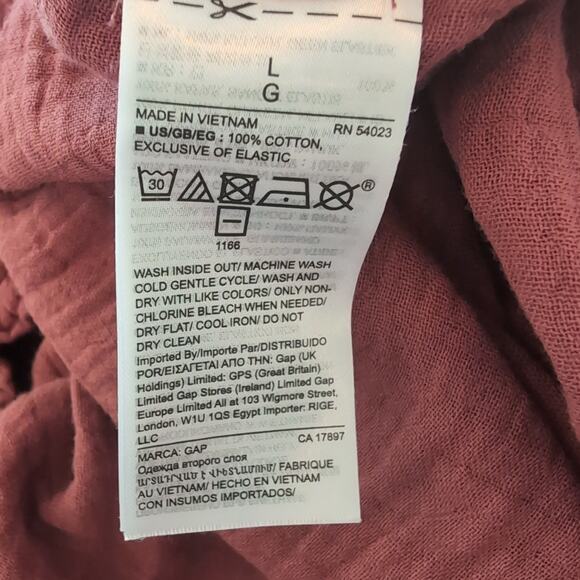 L
G
MADE IN VIETNAM RN 54023
■ US/GB/EG : 100% COTTON,
EXCLUSIVE OF ELASTIC
30
®
1166
WASH INSIDE OUT/ MACHINE WASH
COLD GENTLE CYCLE/ WASH AND
DRY WITH LIKE COLORS/ ONLY NON-
CHLORINE BLEACH WHEN NEEDED/
DRY FLAT/ COOL IRON/ DO NOT
DRY CLEAN
Imported By/Importe Par/DISTRIBUIDO
POR/ΕΙΣΑΓΕΤΑΙ ΑΠΟ ΤΗΝ: Gap (UK
Holdings) Limited: GPS (Great Britain)
Limited Gap Stores (Ireland) Limited Gap
Europe Limited All at 103 Wigmore Street,
London, W1U 1QS Egypt Importer: RIGE,
LLC
MARCA: GAP CA 17897
Одежда второго слоя
ԱՐՏԱԴՐՎԱԾ Է ՎԻԵՏՆԱՄՈՒՄ/ FABRIQUE
AU VIETNAM/ HECHO EN VIETNAM
CON INSUMOS IMPORTADOS/